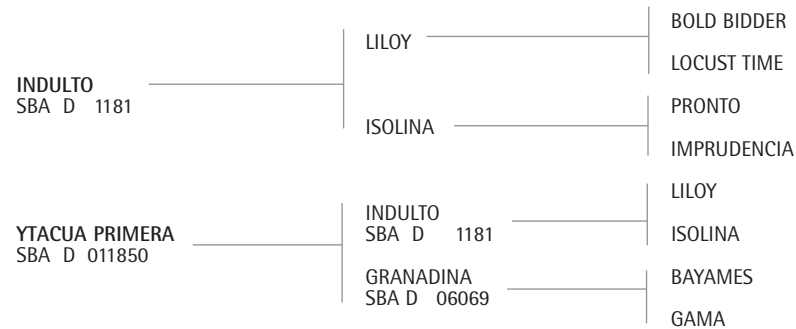 INDULTO
SBA D 1181
LILOY
BOLD BIDDER
LOCUST TIME
ISOLINA
PRONTO
IMPRUDENCIA
YTACUA PRIMERA
SBA D 011850
INDULTO
SBA D 1181
LILOY
ISOLINA
GRANADINA
SBA D 06069
BAYAMES
GAMA